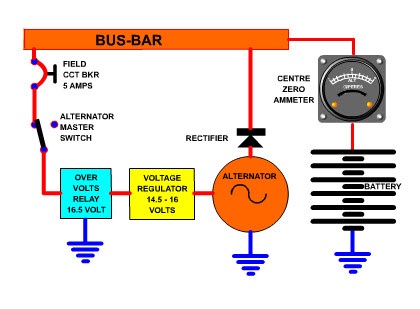 BUS-BAR
FIELD
CCT BKR
5 AMPS
ALTERNATOR
MASTER
SWITCH
RECTIFIER
CENTRE
ZERO
AMMETER
AMPERES
OVER
VOLTS
RELAY
16.5 VOLT
VOLTAGE
REGULATOR
14.5 - 16
VOLTS
ALTERNATOR
BATTERY